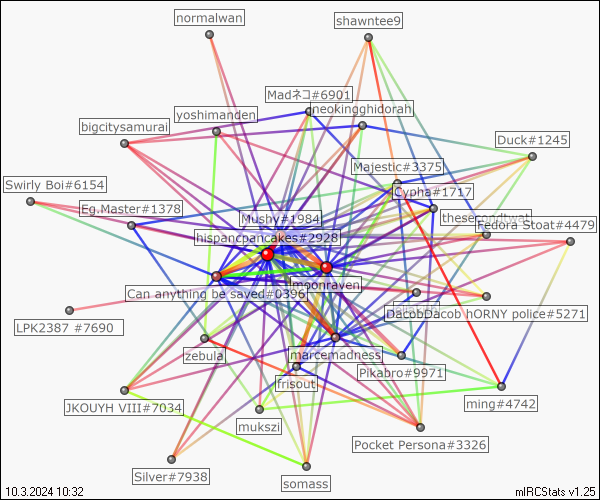 normalwan
shawntee9
Madネコ#6901
neokingghidorah
yoshimanden
bigcitysamurai
Duck#1245
Majestic#3375
Swirly Boi#6154
Cypha#1717
Eg.Master#1378
Mushy#1984
thesecondtwat
Fedora Stoat#4479
hispancpancakes#2928
lmoonraven
Can anything be saved#0396
DacobDacob hORNY police#5271
LPK2387 #7690
zebula
marcemadness
Pikabro#9971
frisout
JKOUYH VIII#7034
ming#4742
mukszi
Pocket Persona#3326
Silver#7938
somass
10.3.2024 10:32
mIRCStats v1.25